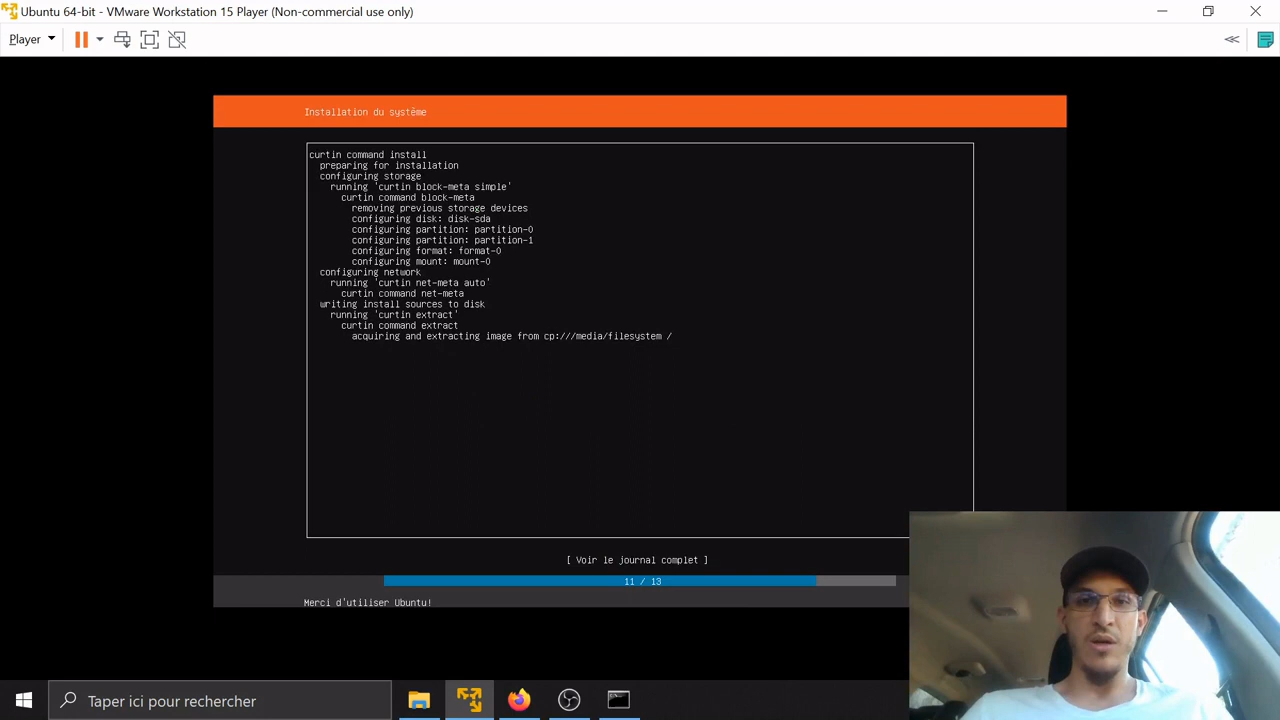 Ubuntu 64-bit - VMware Workstation 15 Player (Non-commercial use only)
Player
Installation du système
curtin command install
preparing for installation
configuring storage
running 'curtin block-meta simple'
curtin command block-meta
removing previous storage devices
configuring disk: disk-sda
configuring partition: partition-0
configuring partition: partition-1
configuring format: format-0
configuring mount: mount-0
configuring network
running 'curtin net-meta auto'
curtin command net-meta
writing install sources to disk
running 'curtin extract'
curtin command extract
acquiring and extracting image from cp:///media/filesystem /
[ Voir le journal complet ]
11 / 13
Merci d'utiliser Ubuntu!
Taper ici pour rechercher